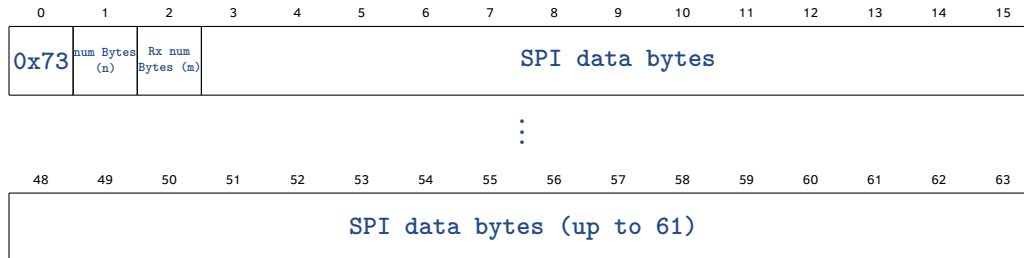 0 1 2 3 4 5 6 7 8 9 10 11 12 13 14 15
0x73 num Bytes (n) Rx num Bytes (m) SPI data bytes
⋮
48 49 50 51 52 53 54 55 56 57 58 59 60 61 62 63
SPI data bytes (up to 61)